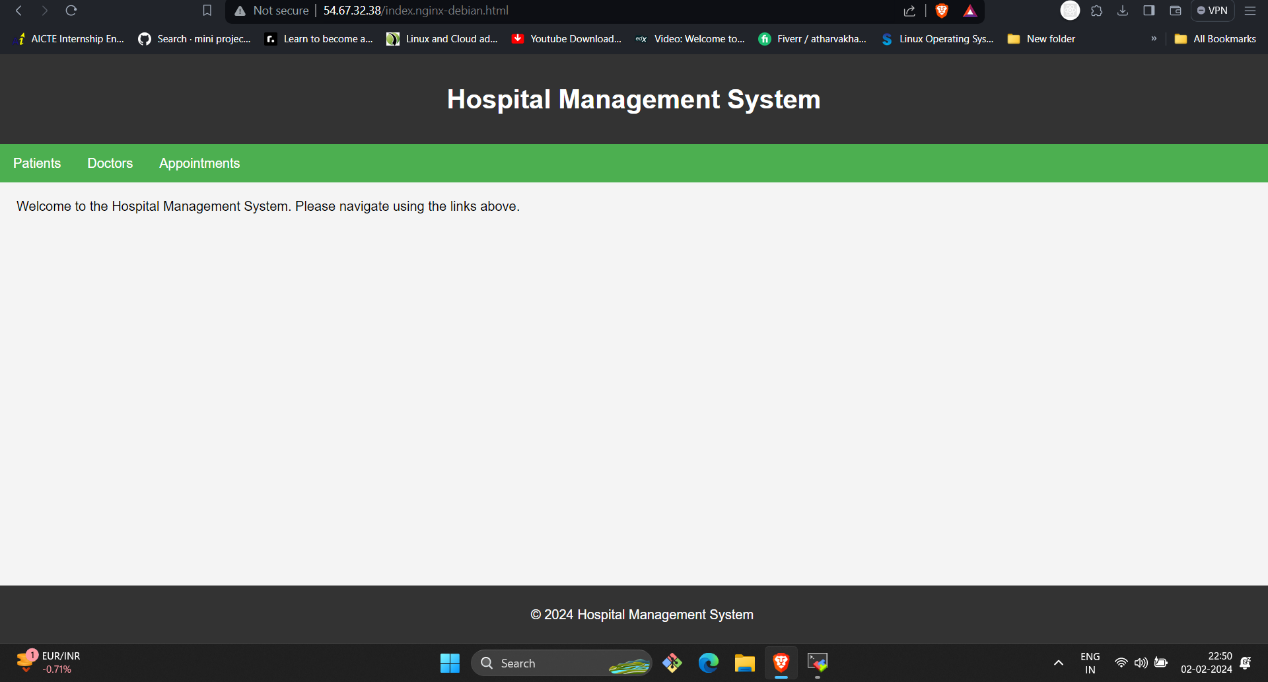 Not secure | 54.67.32.38/index.nginx-debian.html
VPN
AICTE Internship En...
Search · mini projec...
r. Learn to become a...
Linux and Cloud ad...
Youtube Download...
Video: Welcome to...
fi Fiverr / atharvakha...
S Linux Operating Sys...
New folder
»
All Bookmarks
Hospital Management System
Patients Doctors Appointments
Welcome to the Hospital Management System. Please navigate using the links above.
© 2024 Hospital Management System
1 EUR/INR
-0.71%
Search
ENG
IN
22:50
02-02-2024